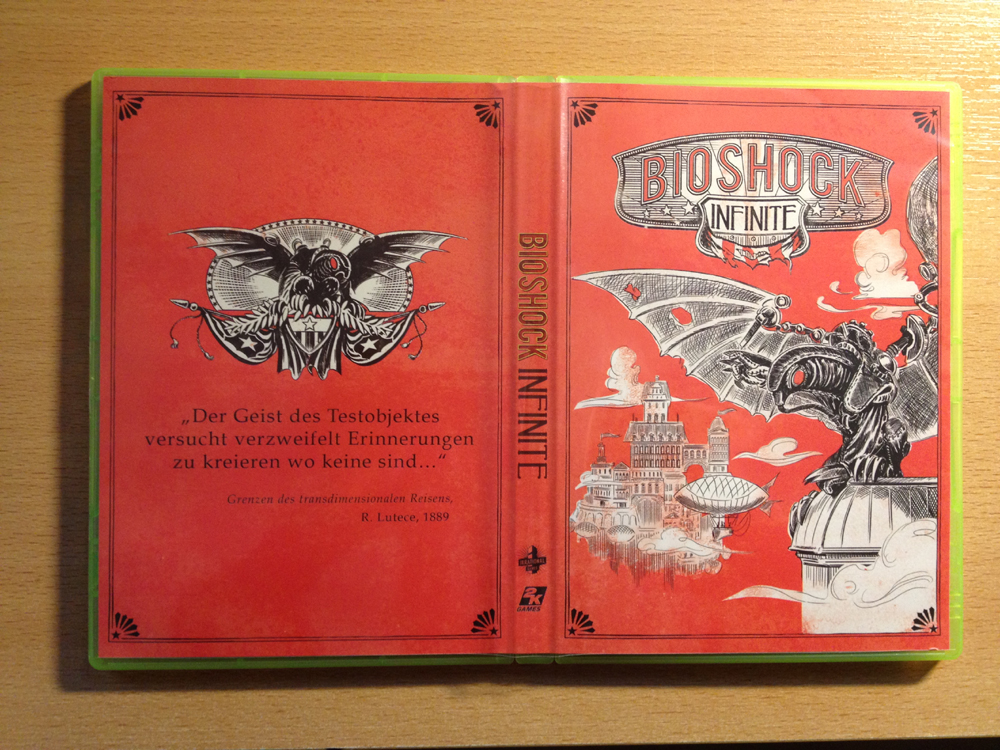 „Der Geist des Testobjektes
versucht verzweifelt Erinnerungen
zu kreieren wo keine sind...“
Grenzen des transdimensionalen Reisens,
R. Lutece, 1889
BIOSHOCK INFINITE
2K
GAMES
BIOSHOCK
INFINITE